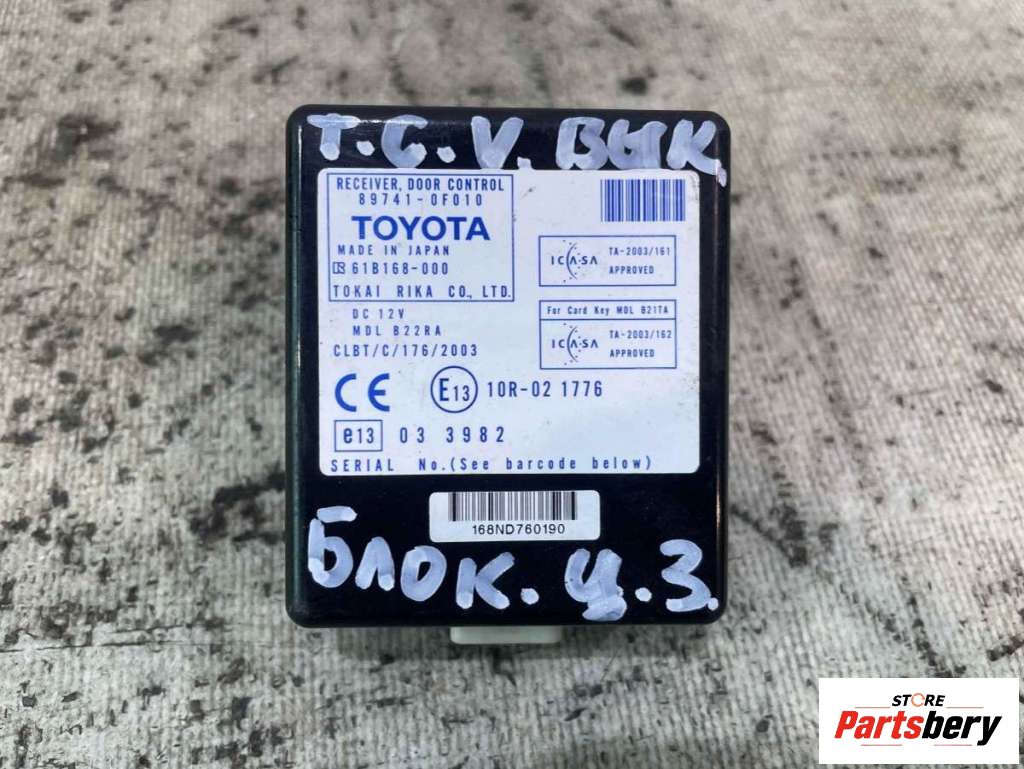 T.C.V. ВЫК.
RECEIVER, DOOR CONTROL
89741-0F010
TOYOTA
MADE IN JAPAN
61B168-000
TOKAI RIKA CO., LTD.
DC 12V
MDL B22RA
CLBT/C/176/2003
ICASA TA-2003/161
APPROVED
For Card Key MDL B21TA
ICASA TA-2003/162
APPROVED
CE E13 10R-02 1776
e13 03 3982
SERIAL No.(See barcode below)
168ND760190
БЛОК. Ц.З.
STORE
Partsbery